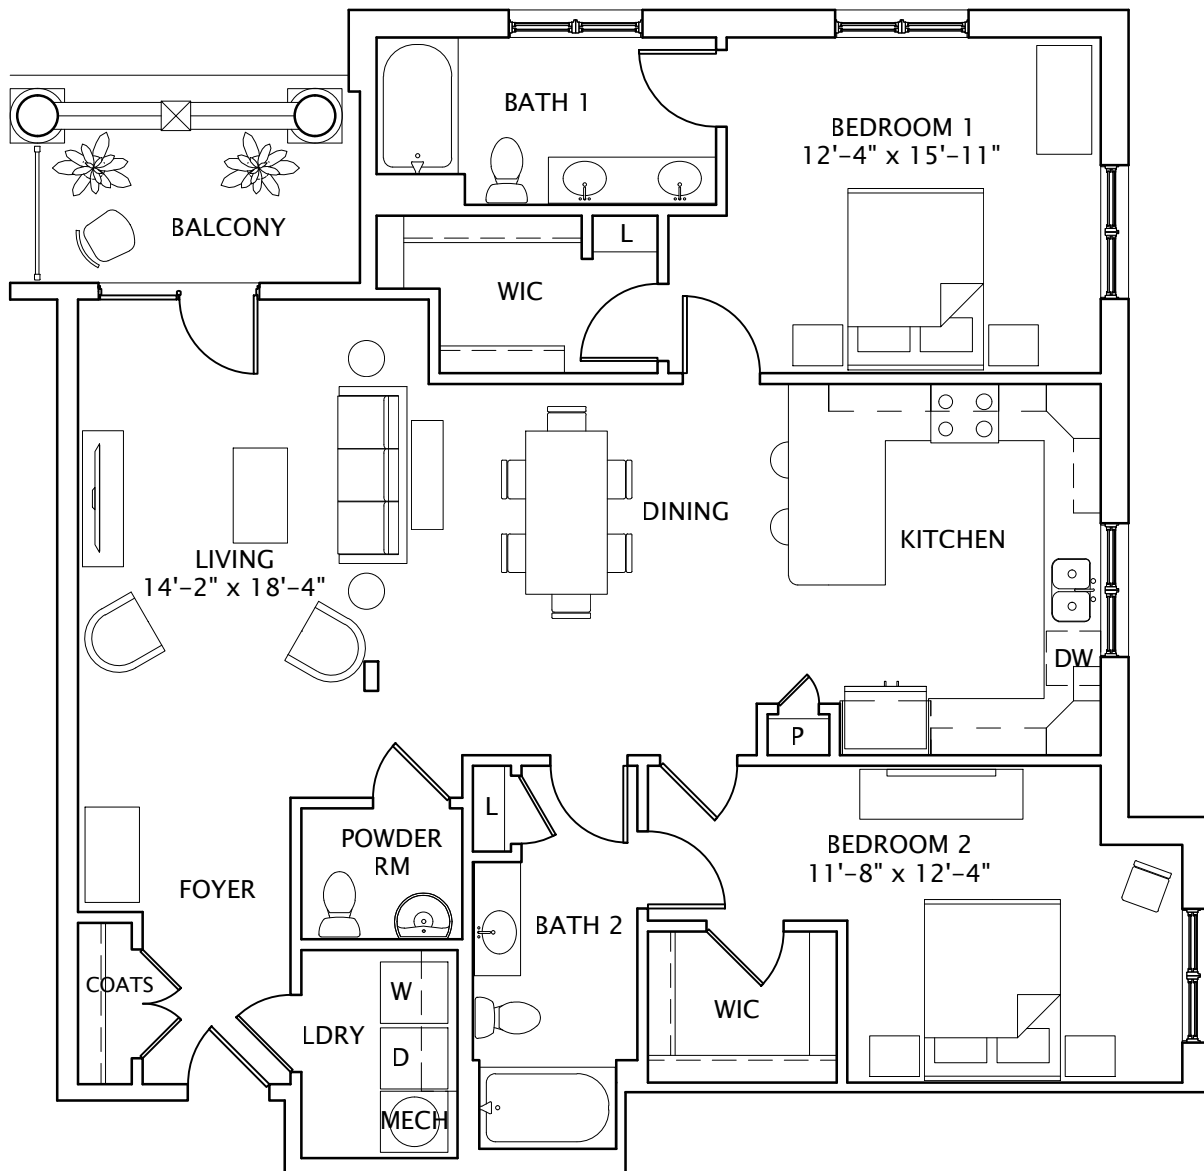 BATH 1
BEDROOM 1
12'-4" x 15'-11"
BALCONY
L
WIC
DINING
KITCHEN
LIVING
14'-2" x 18'-4"
DW
P
L
POWDER
RM
BEDROOM 2
11'-8" x 12'-4"
FOYER
BATH 2
COATS
W
WIC
LDRY
D
MECH